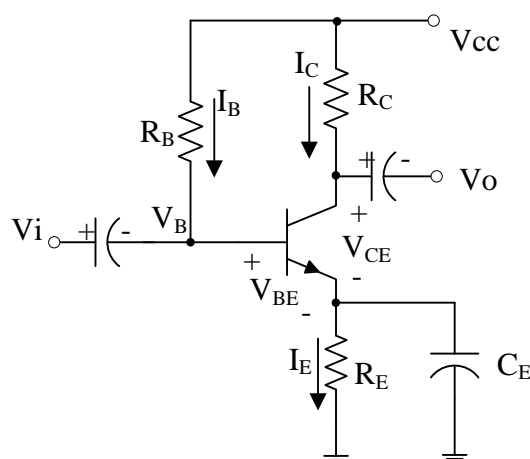 Vcc
I_C
R_C
I_B
R_B
+ -
Vo
V_B
Vi
+ -
+
V_CE
-
+
V_BE
-
I_E
R_E
C_E